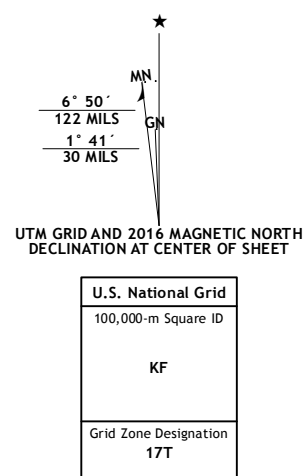 ★
MN.
6° 50´
122 MILS
GN
1° 41´
30 MILS
UTM GRID AND 2016 MAGNETIC NORTH
DECLINATION AT CENTER OF SHEET
U.S. National Grid
100,000-m Square ID
KF
Grid Zone Designation
17T